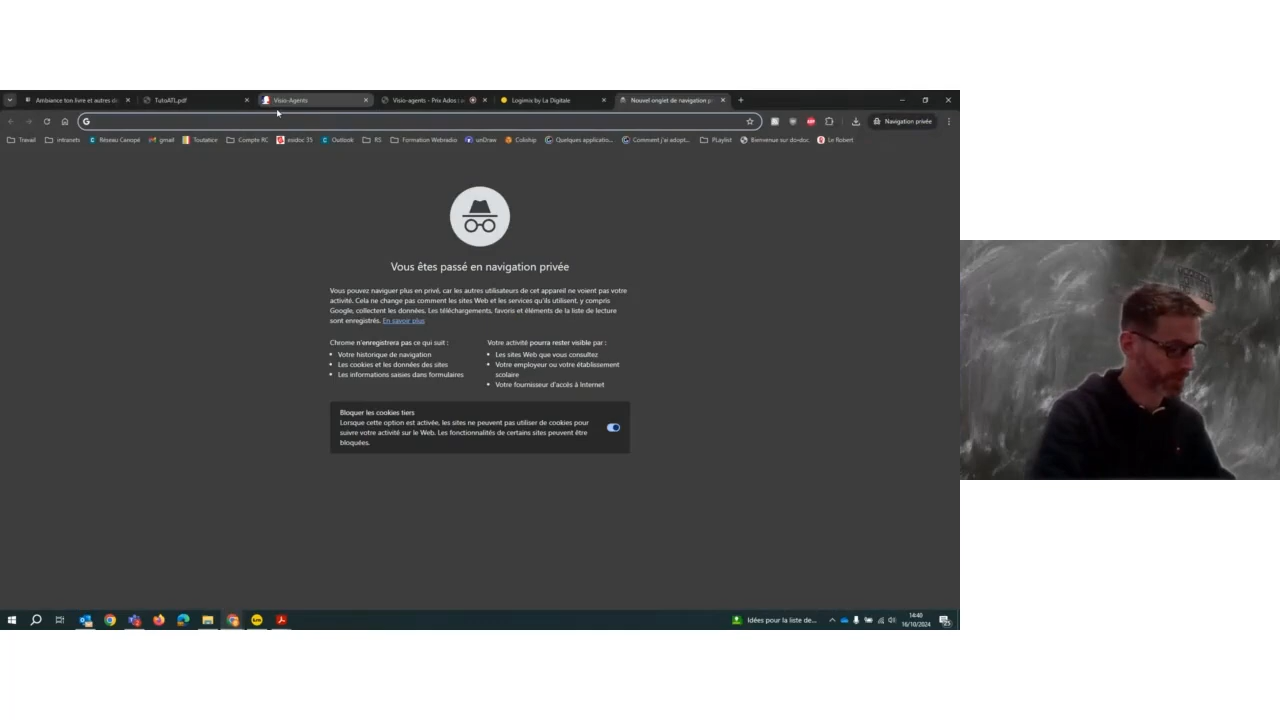 Ambiance ton livre et autres de
TutoATL.pdf
Visio-Agents
Visio-agents - Prix Ados
Logimix by La Digitale
Nouvel onglet de navigation p
Navigation privée
Travail
intranets
Réseau Canopé
gmail
Toutatice
Compte RC
esidoc 35
Outlook
RS
Formation Webradio
unDraw
Coliship
Quelques applicatio...
Comment j'ai adopt...
PLaylist
Bienvenue sur do•doc
Le Robert
Vous êtes passé en navigation privée
Vous pouvez naviguer plus en privé, car les autres utilisateurs de cet appareil ne voient pas votre
activité. Cela ne change pas comment les sites Web et les services qu'ils utilisent, y compris
Google, collectent les données. Les téléchargements, favoris et éléments de la liste de lecture
sont enregistrés. En savoir plus
Chrome n'enregistrera pas ce qui suit :
Votre historique de navigation
Les cookies et les données des sites
Les informations saisies dans formulaires
Votre activité pourra rester visible par :
Les sites Web que vous consultez
Votre employeur ou votre établissement
scolaire
Votre fournisseur d'accès à Internet
Bloquer les cookies tiers
Lorsque cette option est activée, les sites ne peuvent pas utiliser de cookies pour
suivre votre activité sur le Web. Les fonctionnalités de certains sites peuvent être
bloquées.
Idées pour la liste de...
14:40
16/10/2024